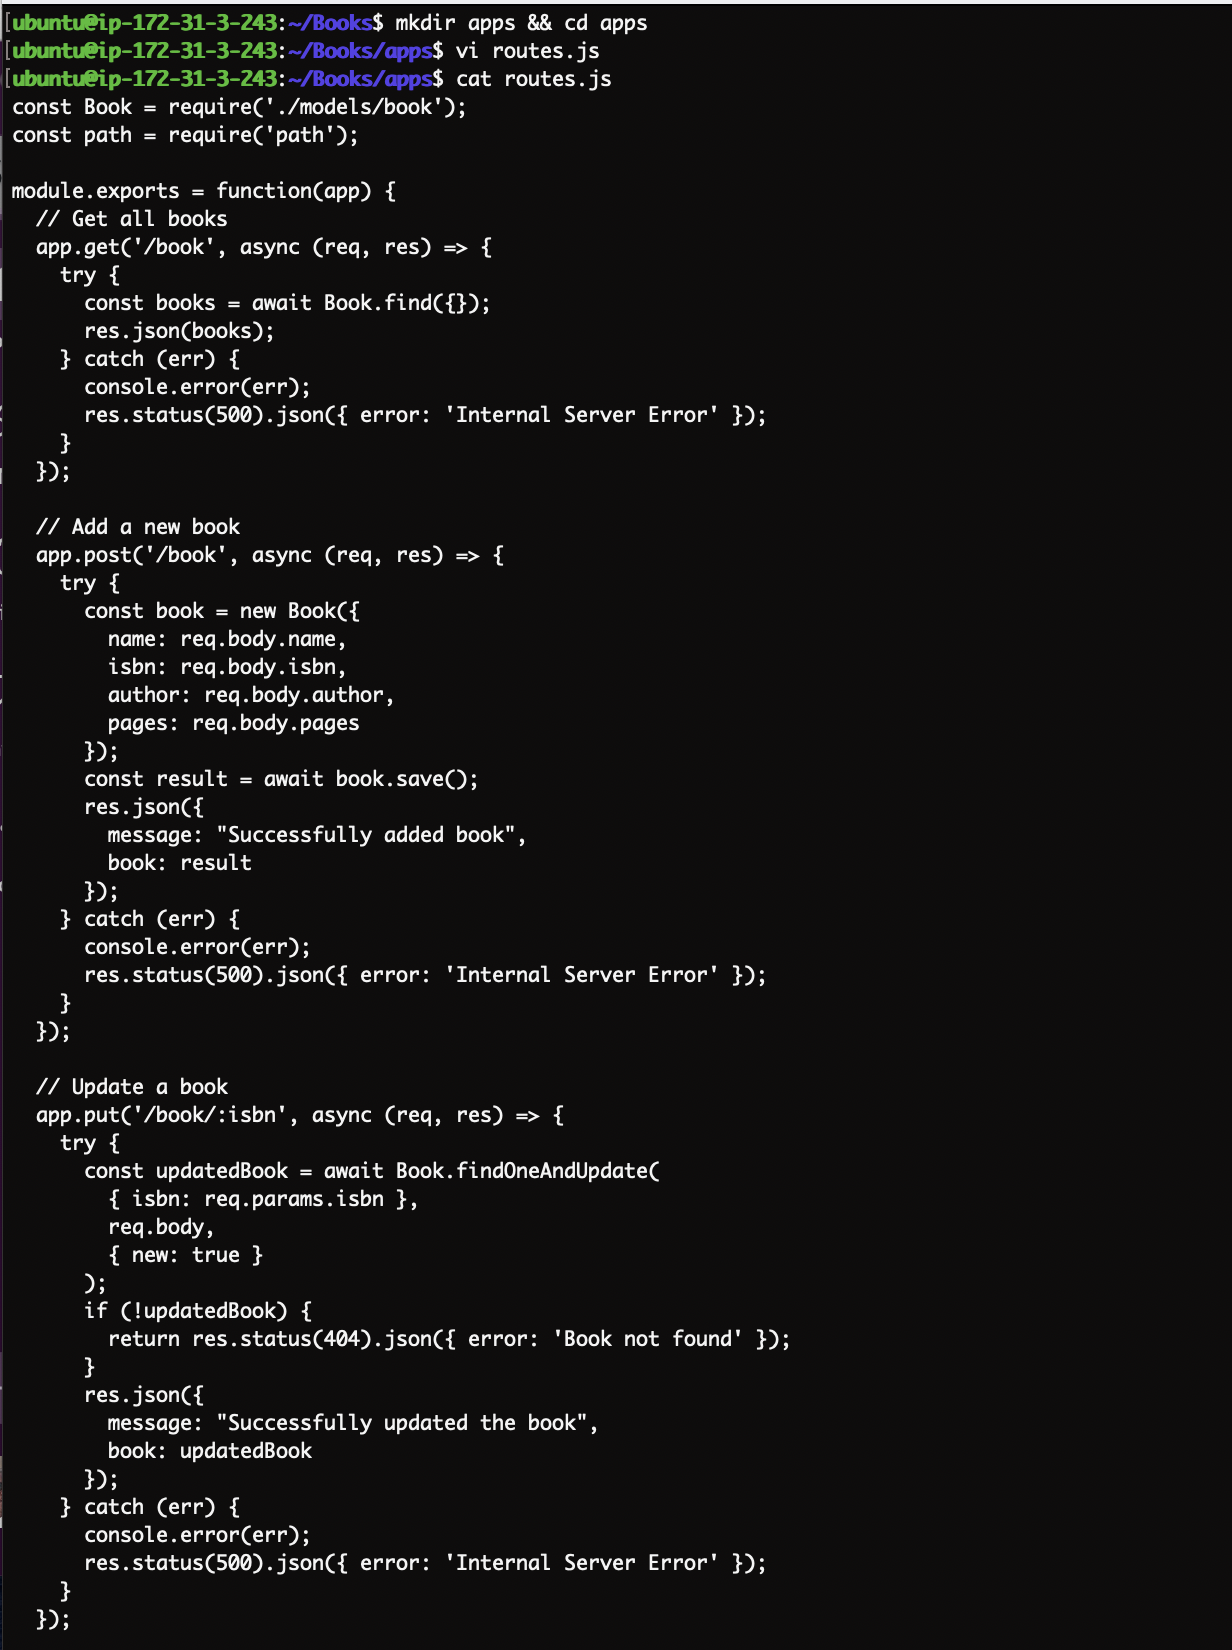 [ubuntu@ip-172-31-3-243:~/Books$ mkdir apps && cd apps
[ubuntu@ip-172-31-3-243:~/Books/apps$ vi routes.js
[ubuntu@ip-172-31-3-243:~/Books/apps$ cat routes.js
const Book = require('./models/book');
const path = require('path');

module.exports = function(app) {
  // Get all books
  app.get('/book', async (req, res) => {
    try {
      const books = await Book.find({});
      res.json(books);
    } catch (err) {
      console.error(err);
      res.status(500).json({ error: 'Internal Server Error' });
    }
  });

  // Add a new book
  app.post('/book', async (req, res) => {
    try {
      const book = new Book({
        name: req.body.name,
        isbn: req.body.isbn,
        author: req.body.author,
        pages: req.body.pages
      });
      const result = await book.save();
      res.json({
        message: "Successfully added book",
        book: result
      });
    } catch (err) {
      console.error(err);
      res.status(500).json({ error: 'Internal Server Error' });
    }
  });

  // Update a book
  app.put('/book/:isbn', async (req, res) => {
    try {
      const updatedBook = await Book.findOneAndUpdate(
        { isbn: req.params.isbn },
        req.body,
        { new: true }
      );
      if (!updatedBook) {
        return res.status(404).json({ error: 'Book not found' });
      }
      res.json({
        message: "Successfully updated the book",
        book: updatedBook
      });
    } catch (err) {
      console.error(err);
      res.status(500).json({ error: 'Internal Server Error' });
    }
  });